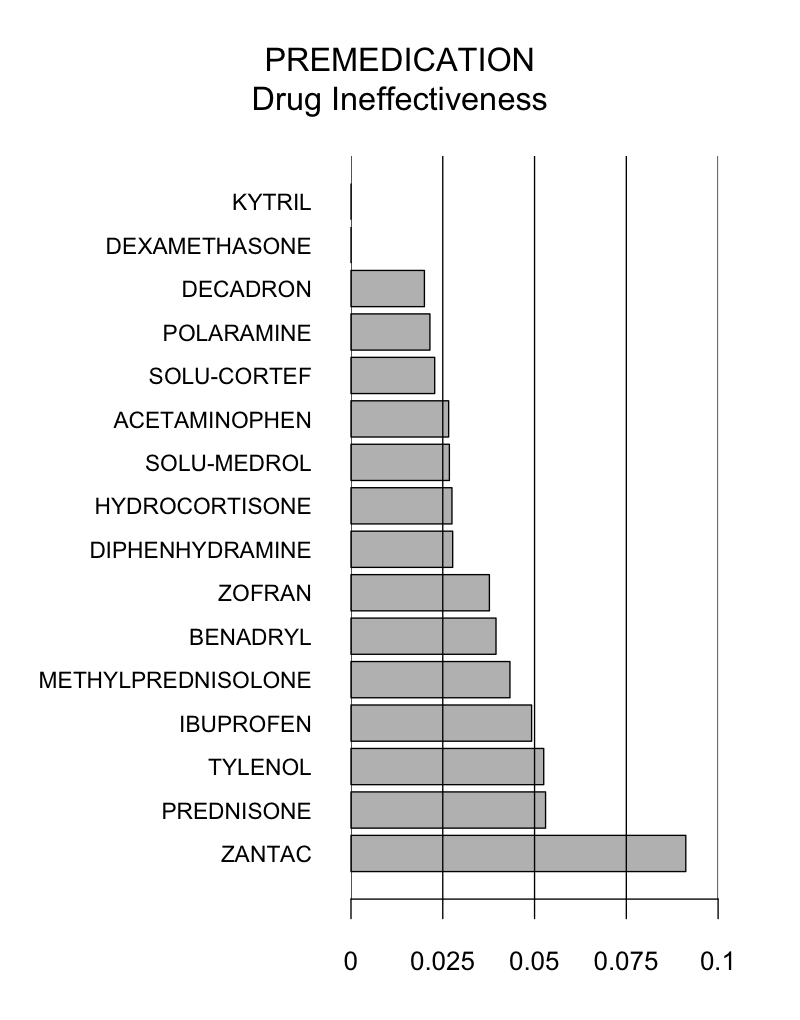 PREMEDICATION
Drug Ineffectiveness
KYTRIL
DEXAMETHASONE
DECADRON
POLARAMINE
SOLU-CORTEF
ACETAMINOPHEN
SOLU-MEDROL
HYDROCORTISONE
DIPHENHYDRAMINE
ZOFRAN
BENADRYL
METHYLPREDNISOLONE
IBUPROFEN
TYLENOL
PREDNISONE
ZANTAC
0 0.025 0.05 0.075 0.1